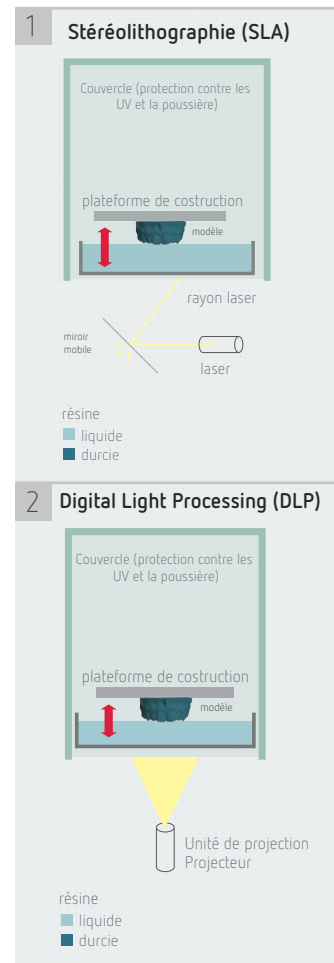 1
Stéréolithographie (SLA)
Couvercle (protection contre les
UV et la poussière)
plateforme de costruction
modèle
rayon laser
miroir
mobile
laser
résine
liquide
durcie
2
Digital Light Processing (DLP)
Couvercle (protection contre les
UV et la poussière)
plateforme de costruction
modèle
Unité de projection
Projecteur
résine
liquide
durcie